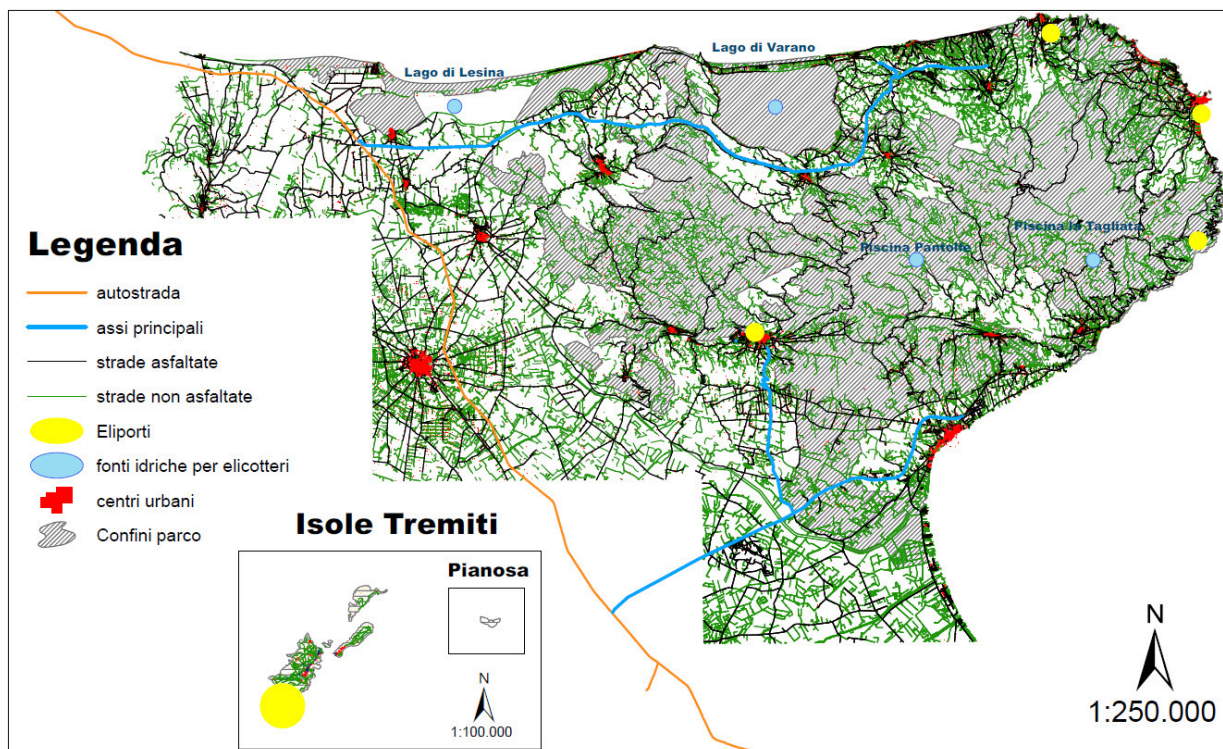 Lago di Varano
Lago di Lesina
Piscina la Tagliata
Piscina Pantolfe
Legenda
autostrada
assi principali
strade asfaltate
strade non asfaltate
Eliporti
fonti idriche per elicotteri
centri urbani
Confini parco
Isole Tremiti
Pianosa
N
1:100.000
N
1:250.000